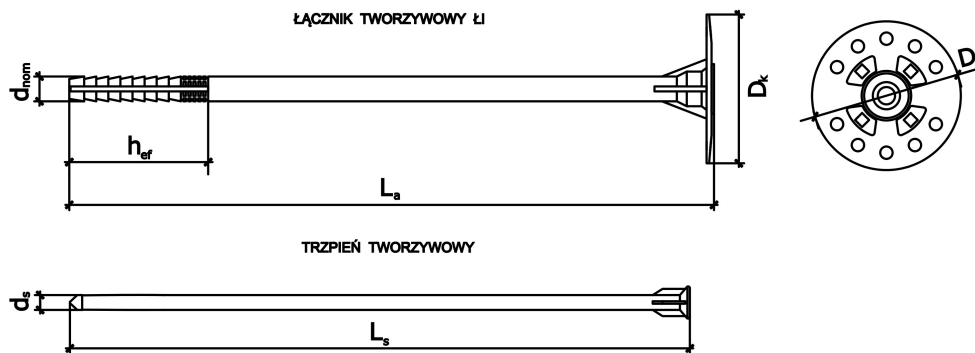 ŁĄCZNIK TWORZYWOWY ŁI
dnom
hef
La
Dk
D
TRZPIEŃ TWORZYWOWY
ds
Ls